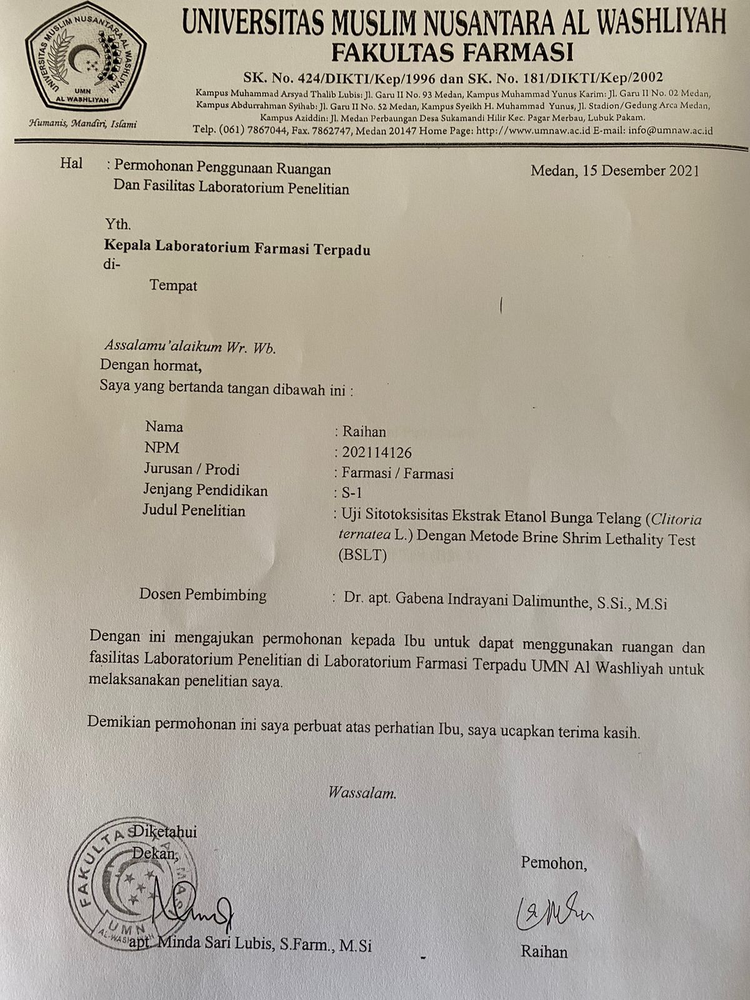 UNIVERSITAS MUSLIM NUSANTARA AL WASHLIYAH
FAKULTAS FARMASI
SK. No. 424/DIKTI/Kep/1996 dan SK. No. 181/DIKTI/Kep/2002
Kampus Muhammad Arsyad Thalib Lubis: Jl. Garu II No. 93 Medan, Kampus Muhammad Yunus Karim: Jl. Garu II No. 02 Medan,
Kampus Abdurrahman Syihab: Jl. Garu II No. 52 Medan, Kampus Syeikh H. Muhammad Yunus, Jl. Stadion/Gedung Arca Medan,
Kampus Aziddin: Jl. Medan Perbaungan Desa Sukamandi Hilir Kec. Pagar Merbau, Lubuk Pakam.
Telp. (061) 7867044, Fax. 7862747, Medan 20147 Home Page: http://www.umnaw.ac.id E-mail: info@umnaw.ac.id
UNIVERSITAS MUSLIM NUSANTARA AL WASHLIYAH
UMN
AL WASHLIYAH
Humanis, Mandiri, Islami
Hal : Permohonan Penggunaan Ruangan
Dan Fasilitas Laboratorium Penelitian
Medan, 15 Desember 2021
Yth.
Kepala Laboratorium Farmasi Terpadu
di-
Tempat
Assalamu’alaikum Wr. Wb.
Dengan hormat,
Saya yang bertanda tangan dibawah ini :
Nama : Raihan
NPM : 202114126
Jurusan / Prodi : Farmasi / Farmasi
Jenjang Pendidikan : S-1
Judul Penelitian : Uji Sitotoksisitas Ekstrak Etanol Bunga Telang (Clitoria
ternatea L.) Dengan Metode Brine Shrim Lethality Test
(BSLT)
Dosen Pembimbing : Dr. apt. Gabena Indrayani Dalimunthe, S.Si., M.Si
Dengan ini mengajukan permohonan kepada Ibu untuk dapat menggunakan ruangan dan
fasilitas Laboratorium Penelitian di Laboratorium Farmasi Terpadu UMN Al Washliyah untuk
melaksanakan penelitian saya.
Demikian permohonan ini saya perbuat atas perhatian Ibu, saya ucapkan terima kasih.
Wassalam.
Diketahui
Dekan,
FAKULTAS FARMASI
UMN
AL-WASHLIYAH
apt. Minda Sari Lubis, S.Farm., M.Si
Pemohon,
Raihan